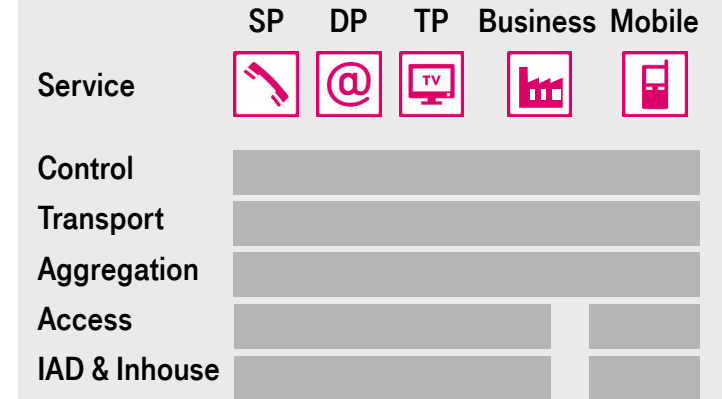 SP DP TP Business Mobile
Service
@
TV
Control
Transport
Aggregation
Access
IAD & Inhouse